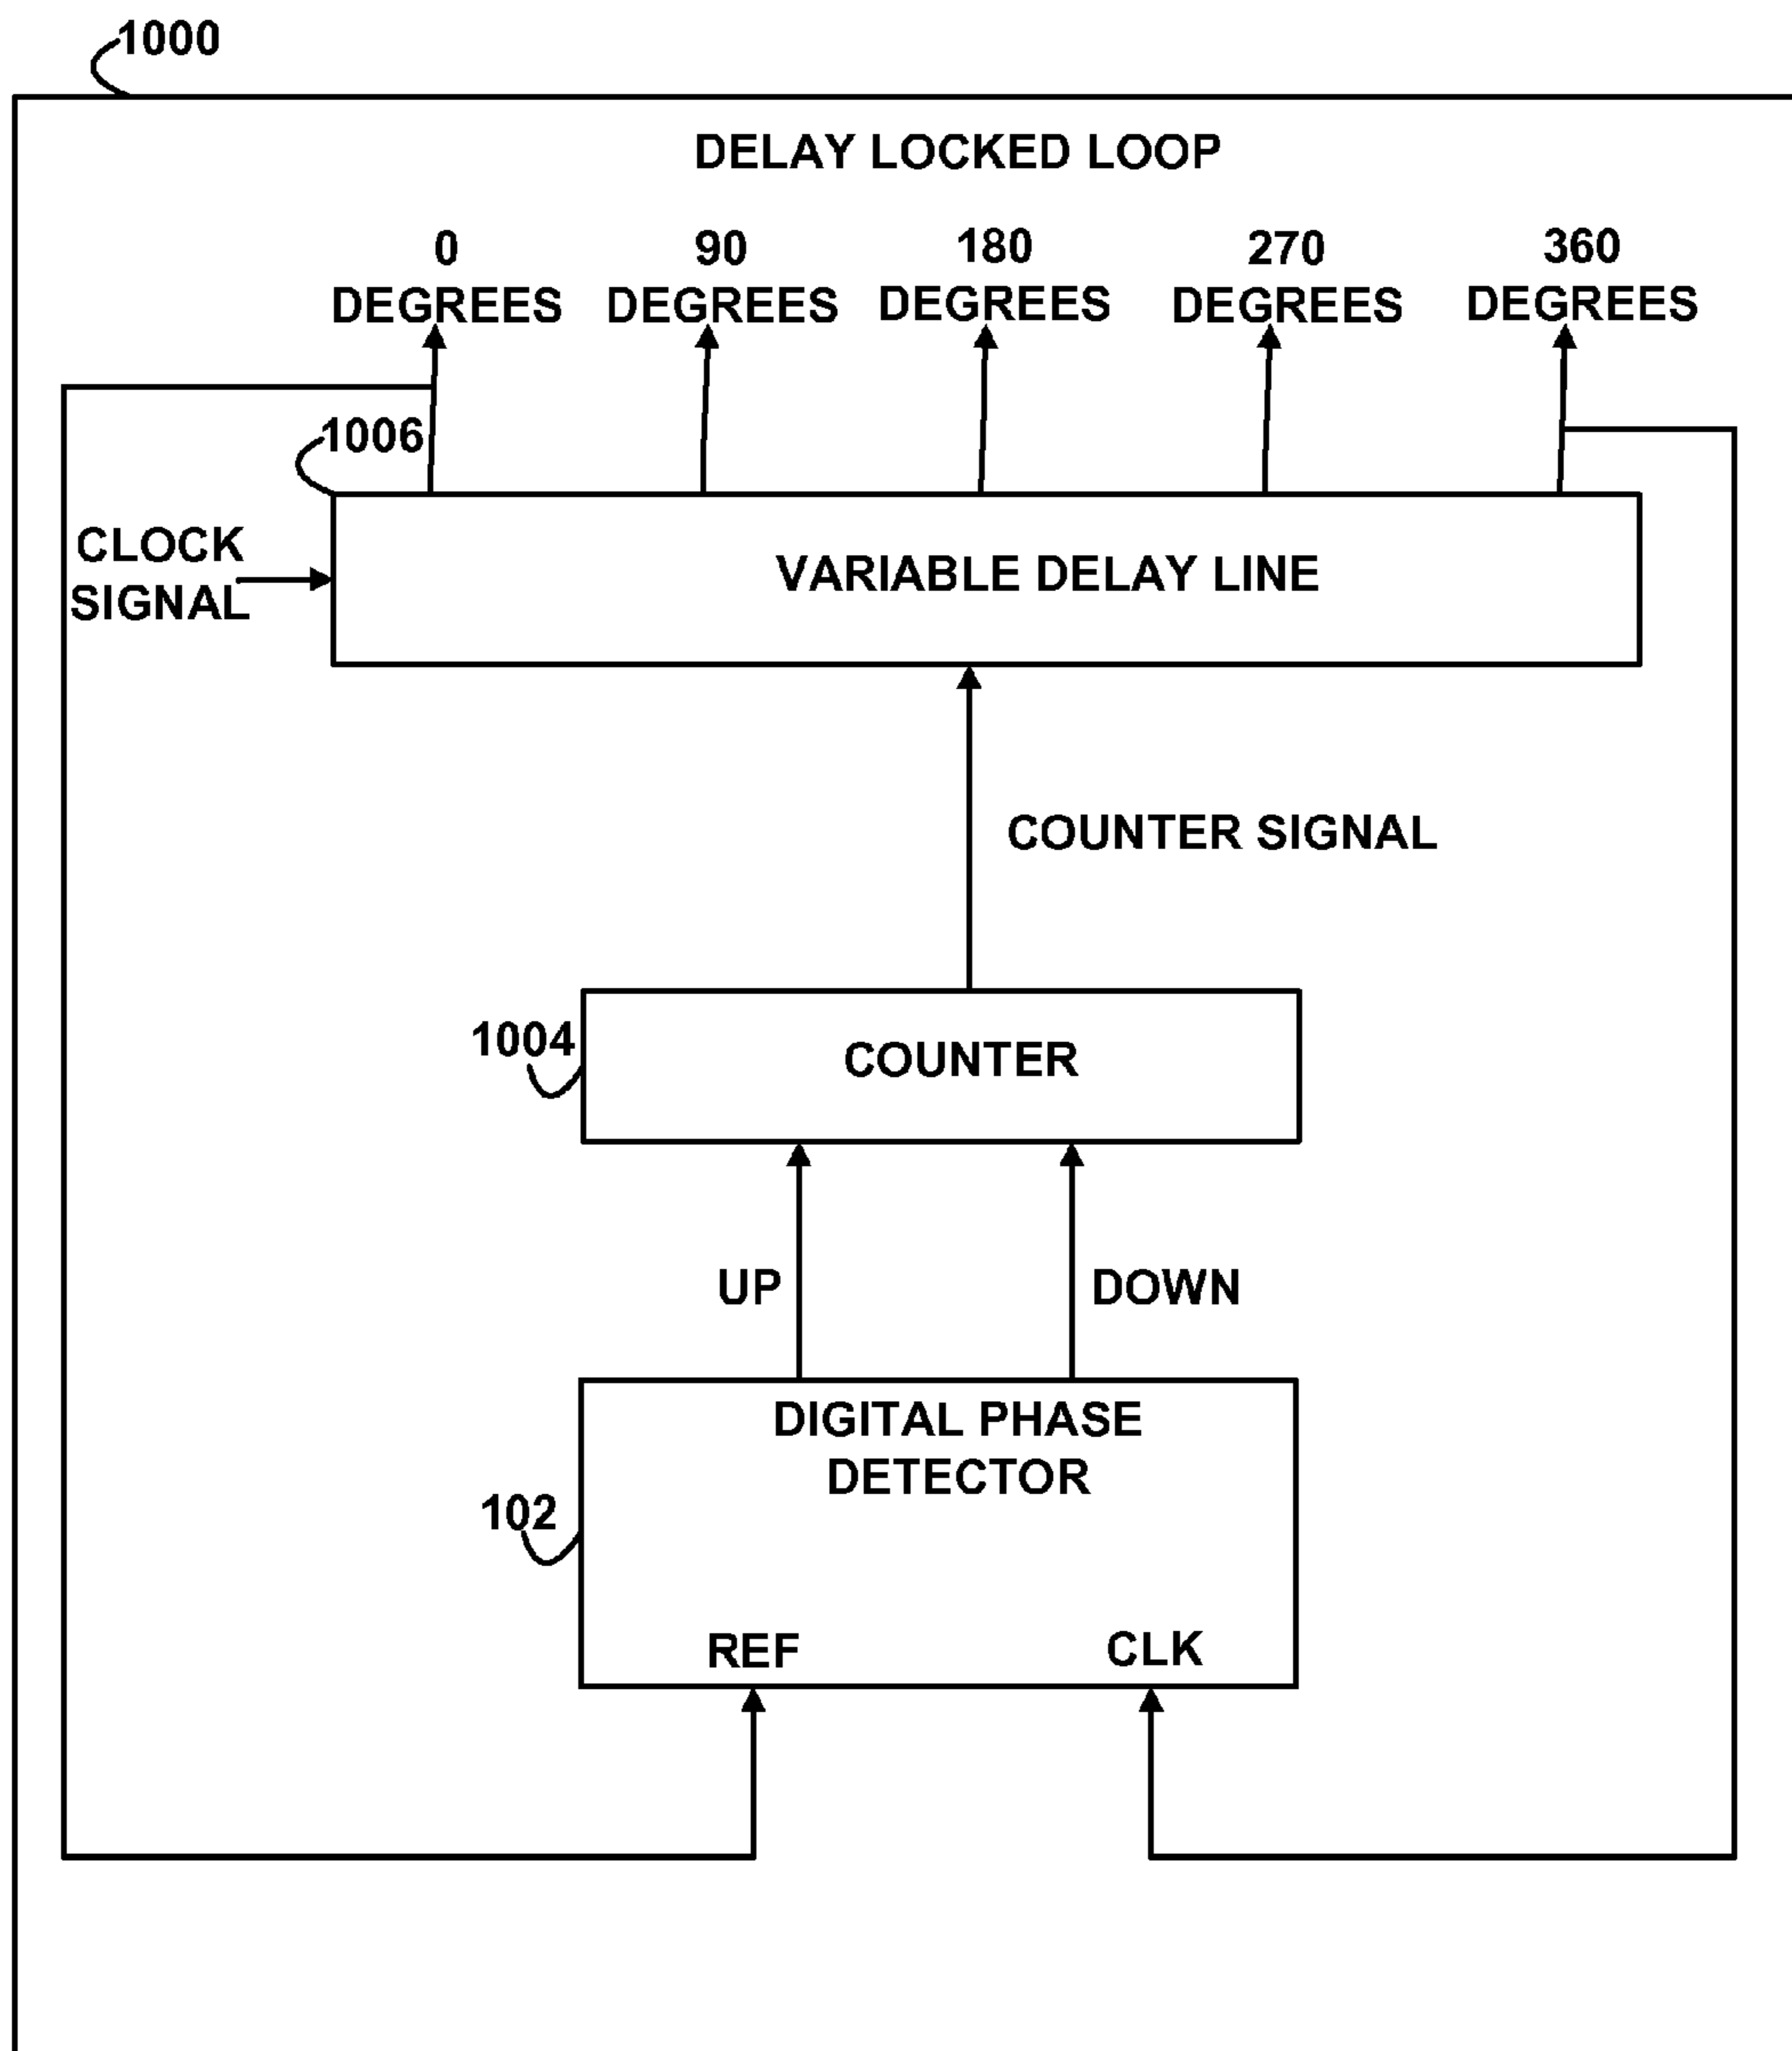 1000
DELAY LOCKED LOOP
0
DEGREES
90
DEGREES
180
DEGREES
270
DEGREES
360
DEGREES
1006
CLOCK
SIGNAL
VARIABLE DELAY LINE
COUNTER SIGNAL
1004
COUNTER
UP
DOWN
DIGITAL PHASE
DETECTOR
102
REF
CLK